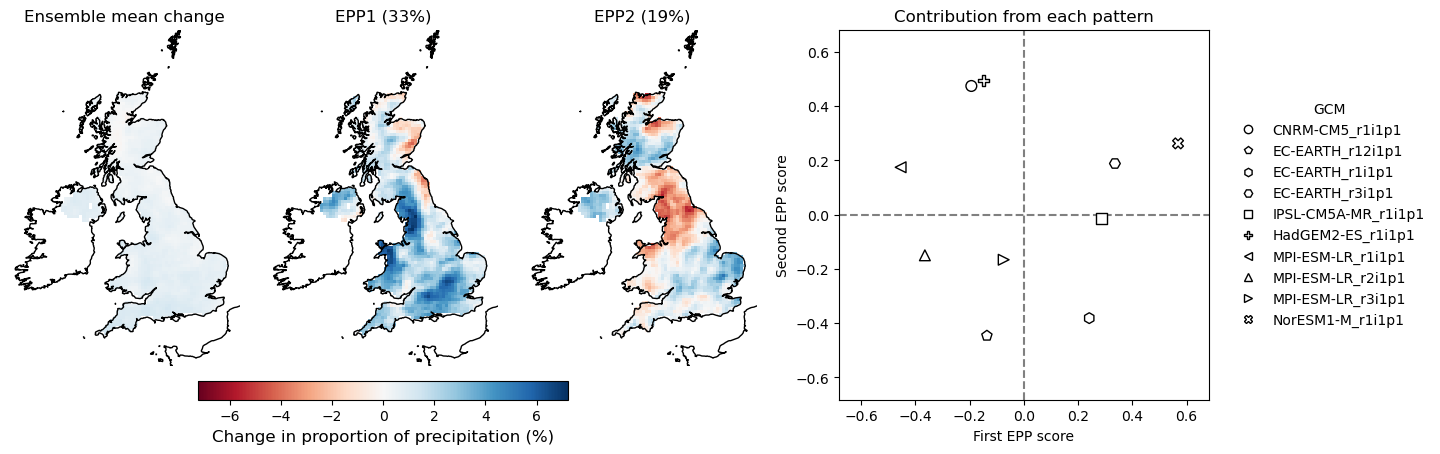 Ensemble mean change
EPP1 (33%)
EPP2 (19%)
−6 −4 −2 0 2 4 6
Change in proportion of precipitation (%)
Contribution from each pattern
Second EPP score
0.6
0.4
0.2
0.0
−0.2
−0.4
−0.6
−0.6 −0.4 −0.2 0.0 0.2 0.4 0.6
First EPP score
GCM
CNRM-CM5_r1i1p1
EC-EARTH_r12i1p1
EC-EARTH_r1i1p1
EC-EARTH_r3i1p1
IPSL-CM5A-MR_r1i1p1
HadGEM2-ES_r1i1p1
MPI-ESM-LR_r1i1p1
MPI-ESM-LR_r2i1p1
MPI-ESM-LR_r3i1p1
NorESM1-M_r1i1p1